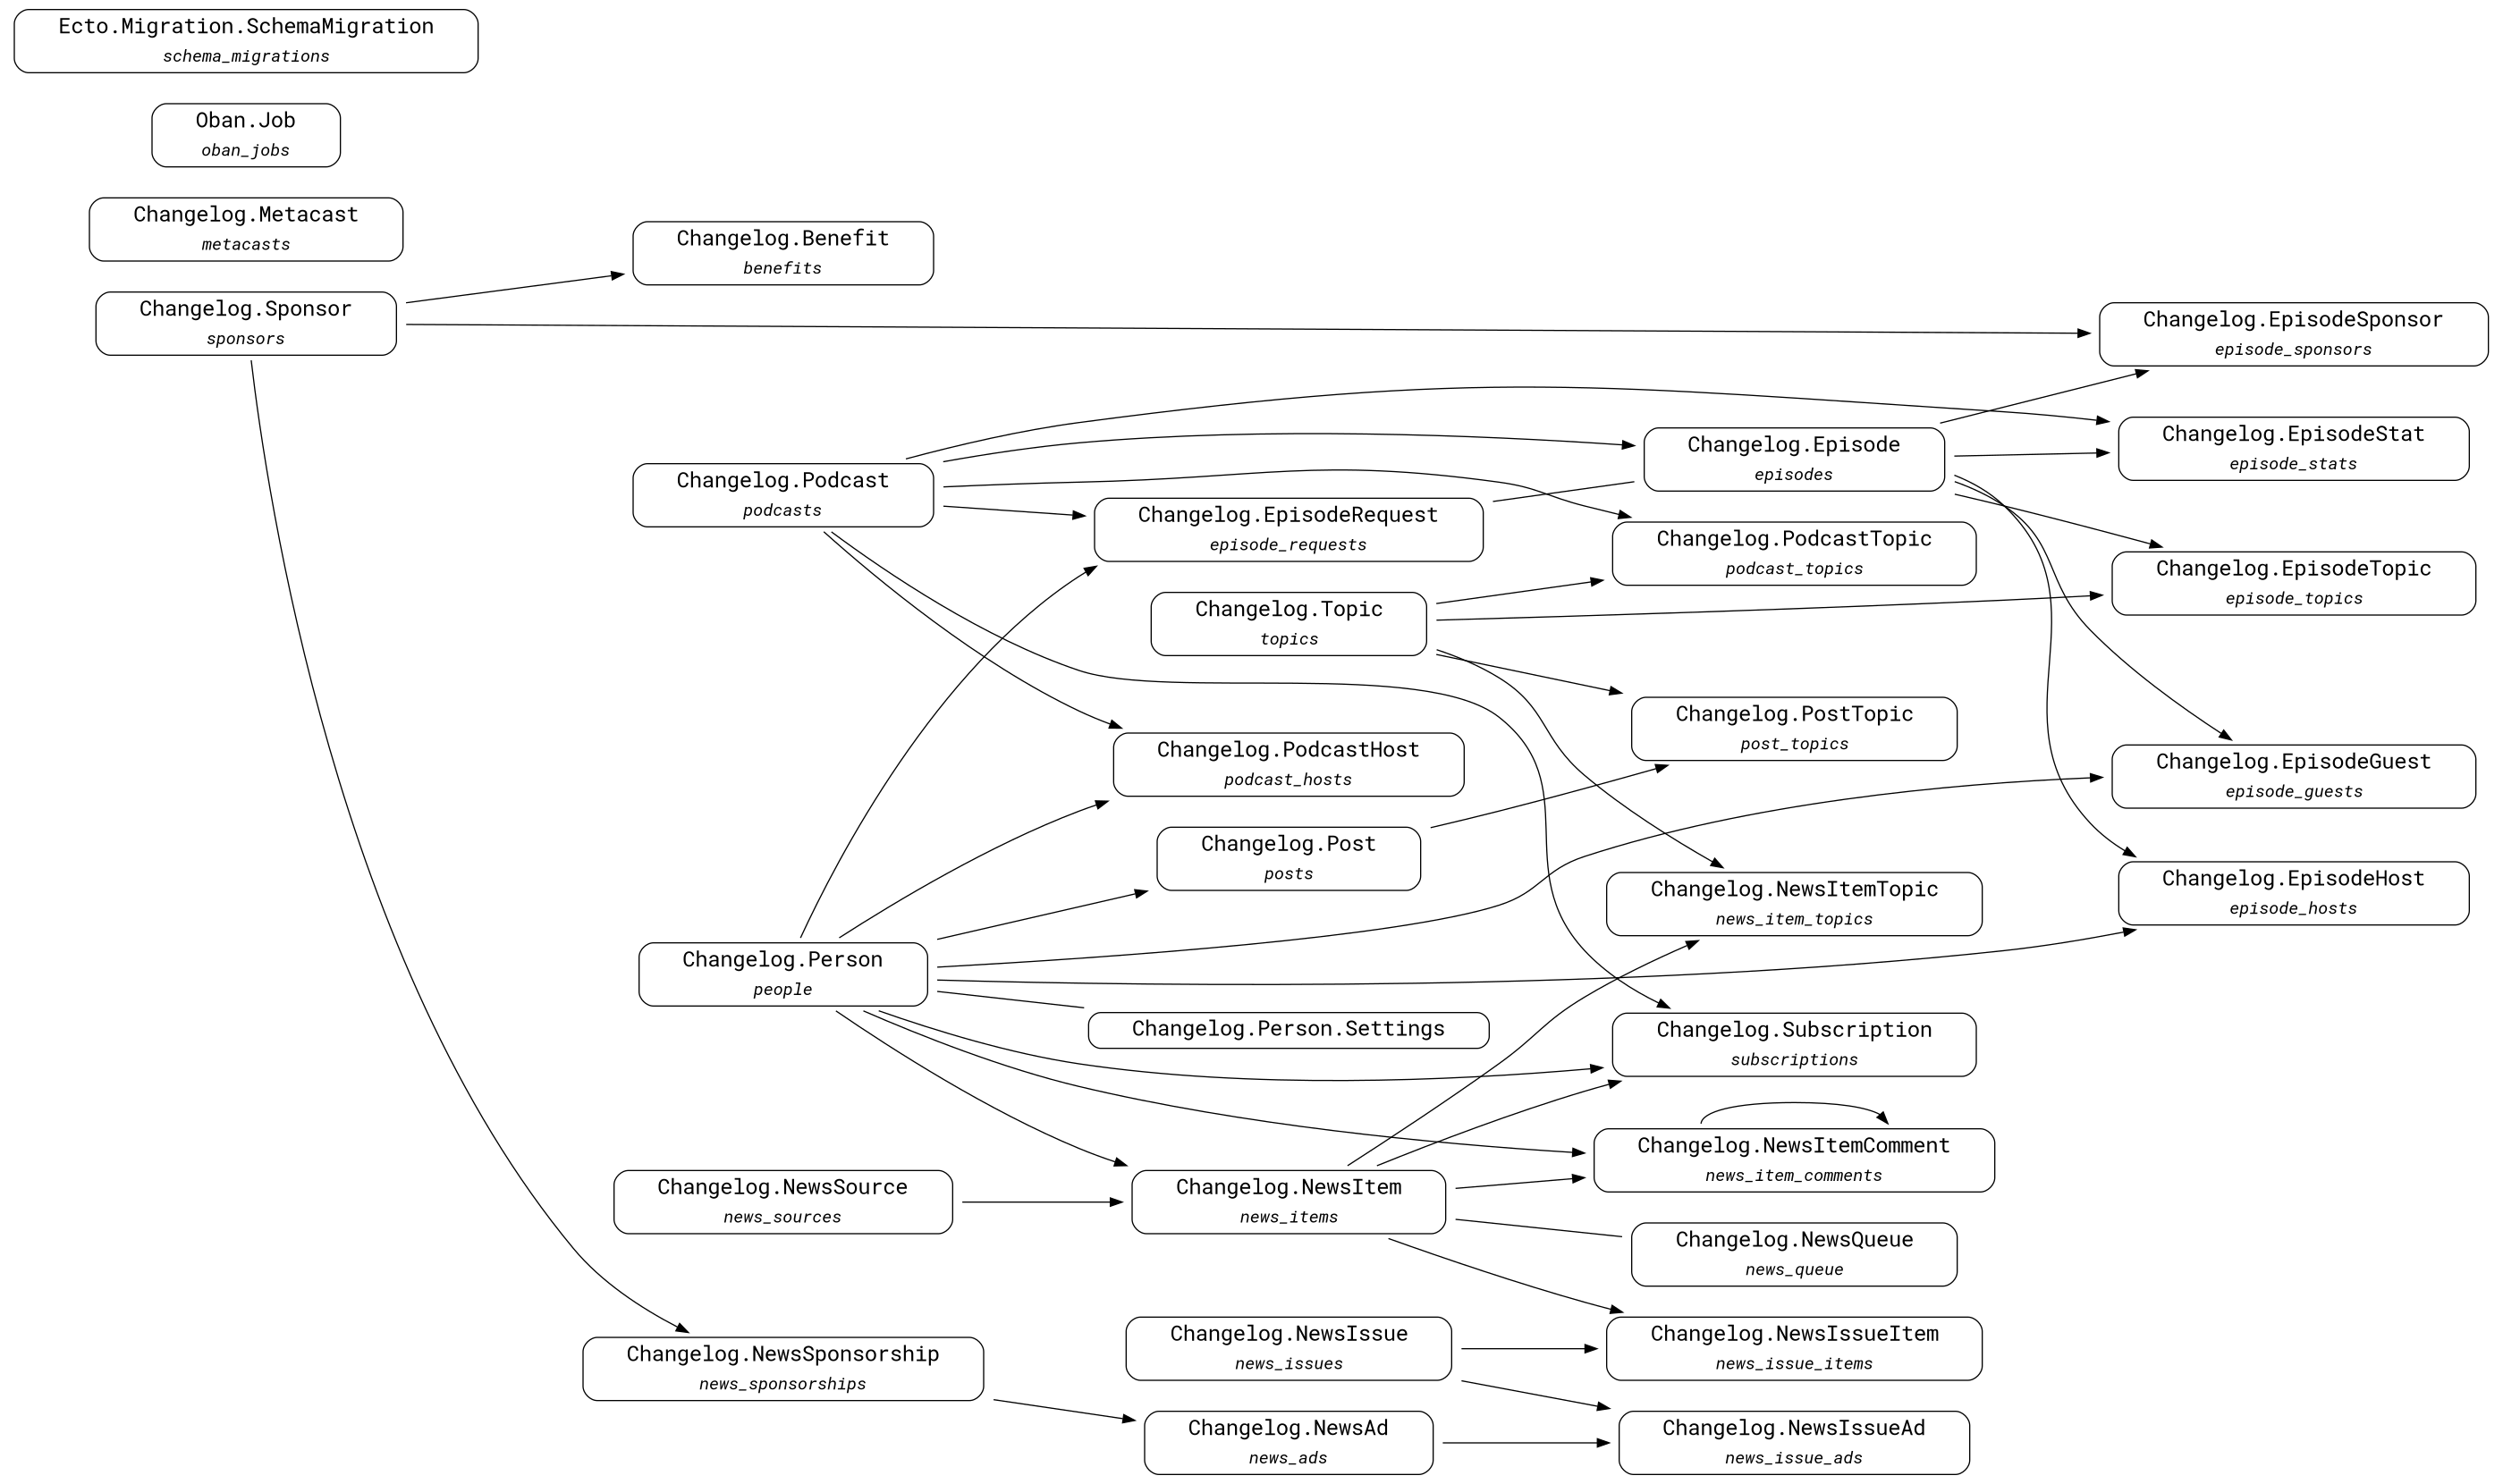 Ecto.Migration.SchemaMigration
schema_migrations
Oban.Job
oban_jobs
Changelog.Metacast
metacasts
Changelog.Sponsor
sponsors
Changelog.Benefit
benefits
Changelog.Podcast
podcasts
Changelog.Person
people
Changelog.NewsSource
news_sources
Changelog.NewsSponsorship
news_sponsorships
Changelog.EpisodeRequest
episode_requests
Changelog.Topic
topics
Changelog.PodcastHost
podcast_hosts
Changelog.Post
posts
Changelog.Person.Settings
Changelog.NewsItem
news_items
Changelog.NewsIssue
news_issues
Changelog.NewsAd
news_ads
Changelog.Episode
episodes
Changelog.PodcastTopic
podcast_topics
Changelog.PostTopic
post_topics
Changelog.NewsItemTopic
news_item_topics
Changelog.Subscription
subscriptions
Changelog.NewsItemComment
news_item_comments
Changelog.NewsQueue
news_queue
Changelog.NewsIssueItem
news_issue_items
Changelog.NewsIssueAd
news_issue_ads
Changelog.EpisodeSponsor
episode_sponsors
Changelog.EpisodeStat
episode_stats
Changelog.EpisodeTopic
episode_topics
Changelog.EpisodeGuest
episode_guests
Changelog.EpisodeHost
episode_hosts